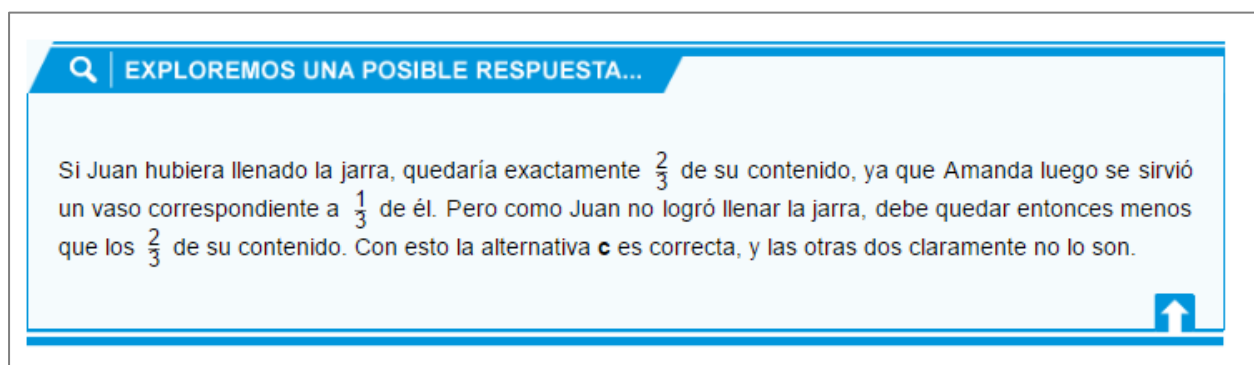 EXPLOREMOS UNA POSIBLE RESPUESTA...
Si Juan hubiera llenado la jarra, quedaría exactamente 2/3 de su contenido, ya que Amanda luego se sirvió
un vaso correspondiente a 1/3 de él. Pero como Juan no logró llenar la jarra, debe quedar entonces menos
que los 2/3 de su contenido. Con esto la alternativa c es correcta, y las otras dos claramente no lo son.